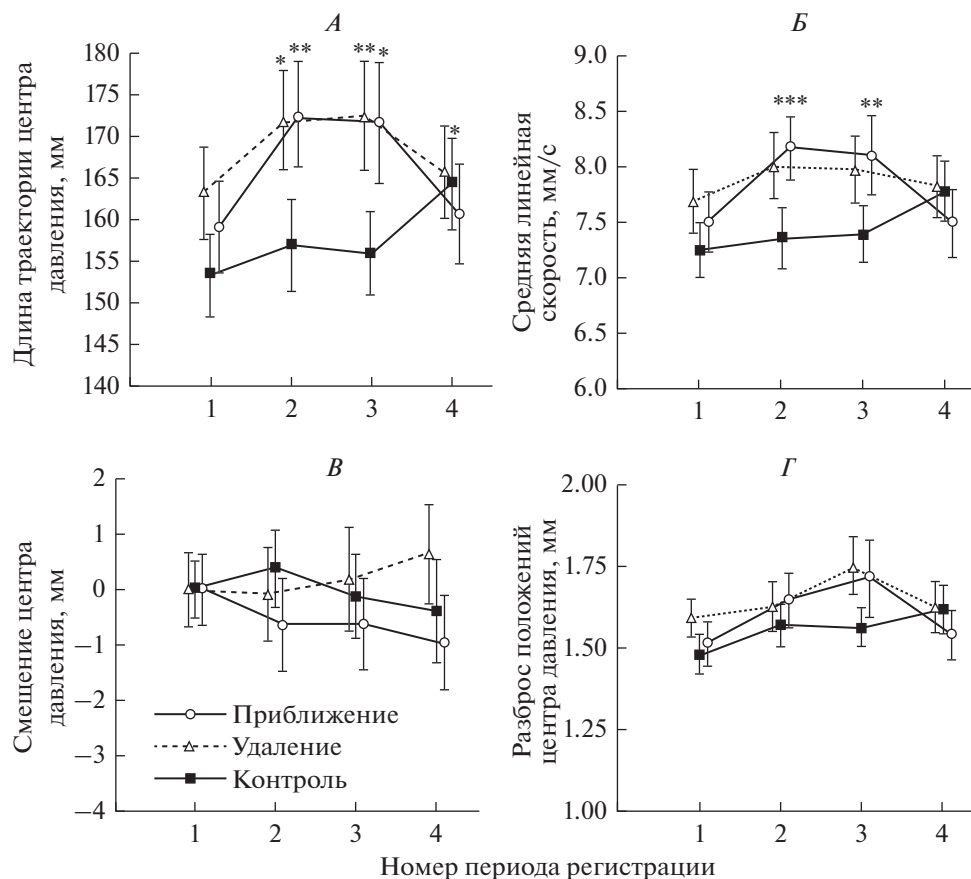 А
Длина траектории центра
давления, мм
180
175
170
165
160
155
150
145
140
* ** ** * *
1 2 3 4
Б
Средняя линейная
скорость, мм/с
9.0
8.5
8.0
7.5
7.0
6.5
6.0
*** **
1 2 3 4
В
Смещение центра
давления, мм
2
1
0
−1
−2
−3
−4
Приближение
Удаление
Контроль
1 2 3 4
Г
Разброс положений
центра давления, мм
2.00
1.75
1.50
1.25
1.00
1 2 3 4
Номер периода регистрации